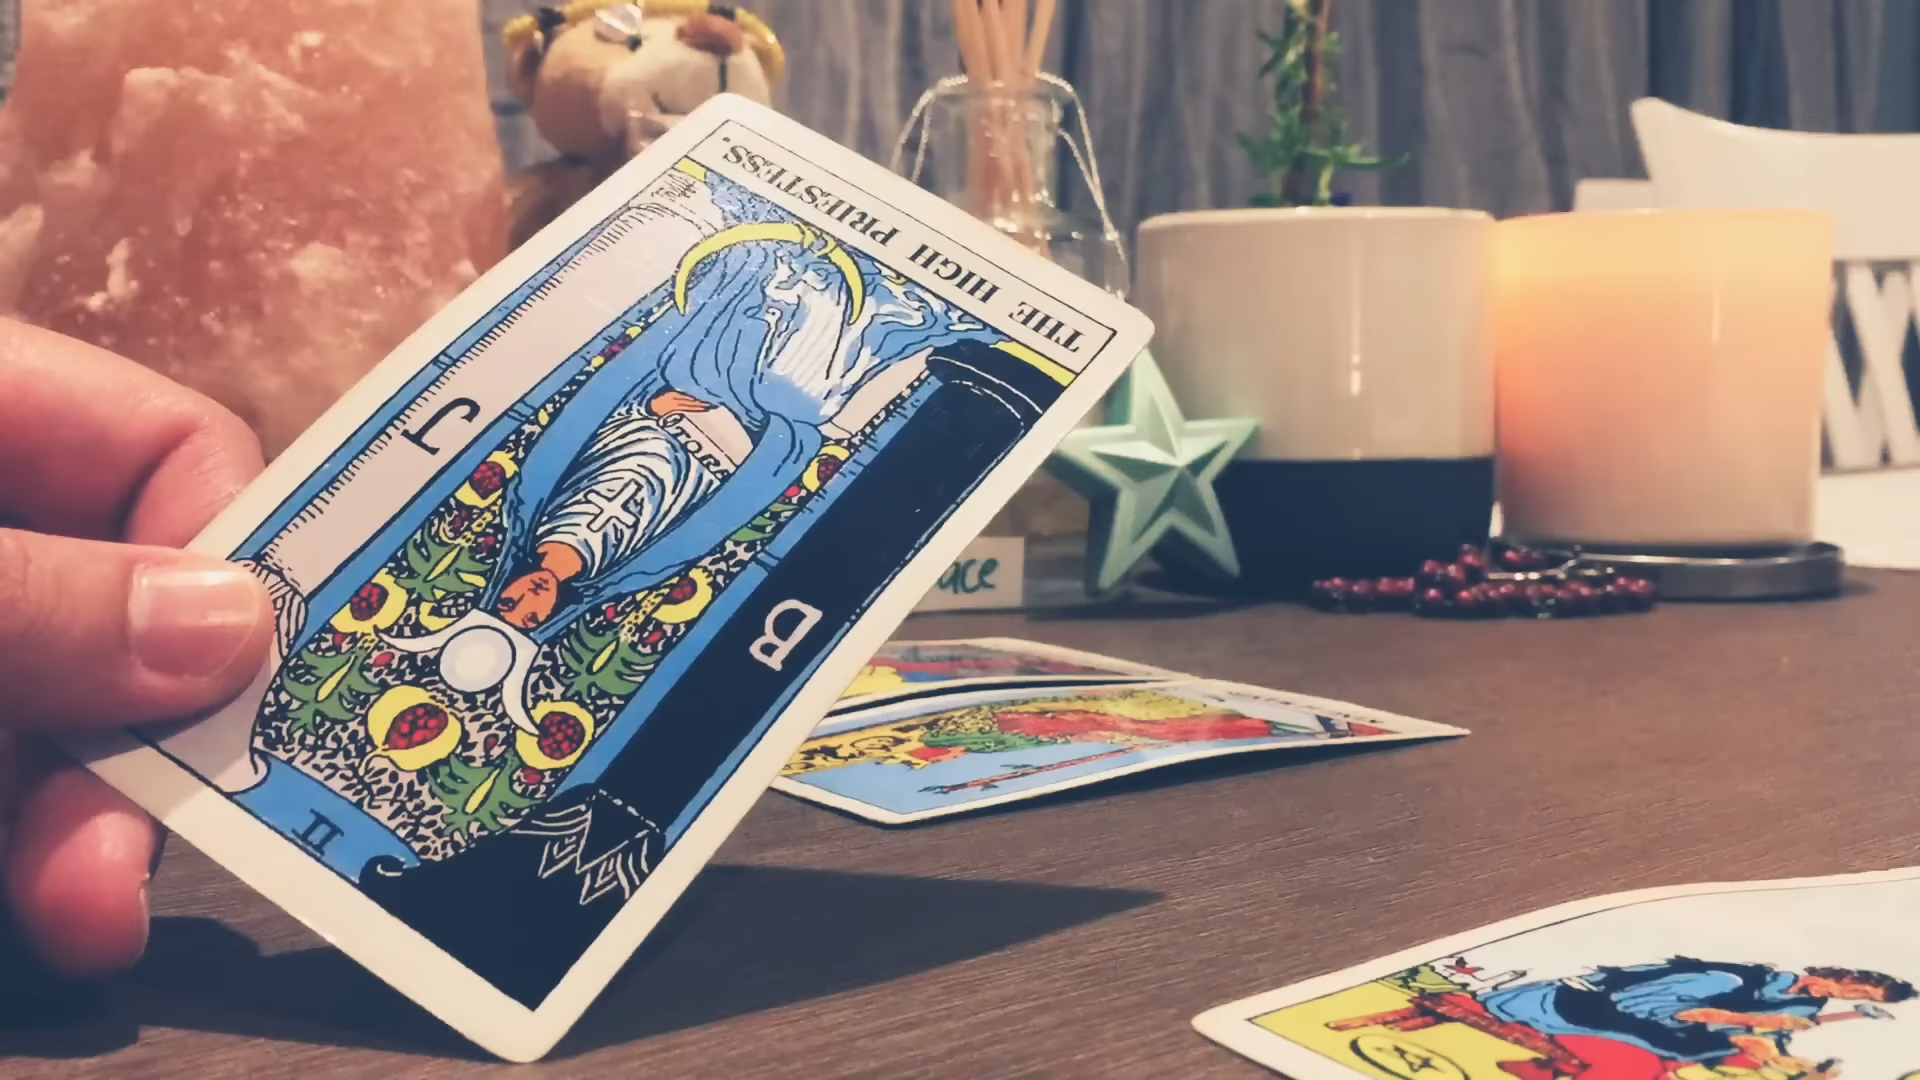 THE HIGH PRIESTESS.
TORA
J
B
II
ace